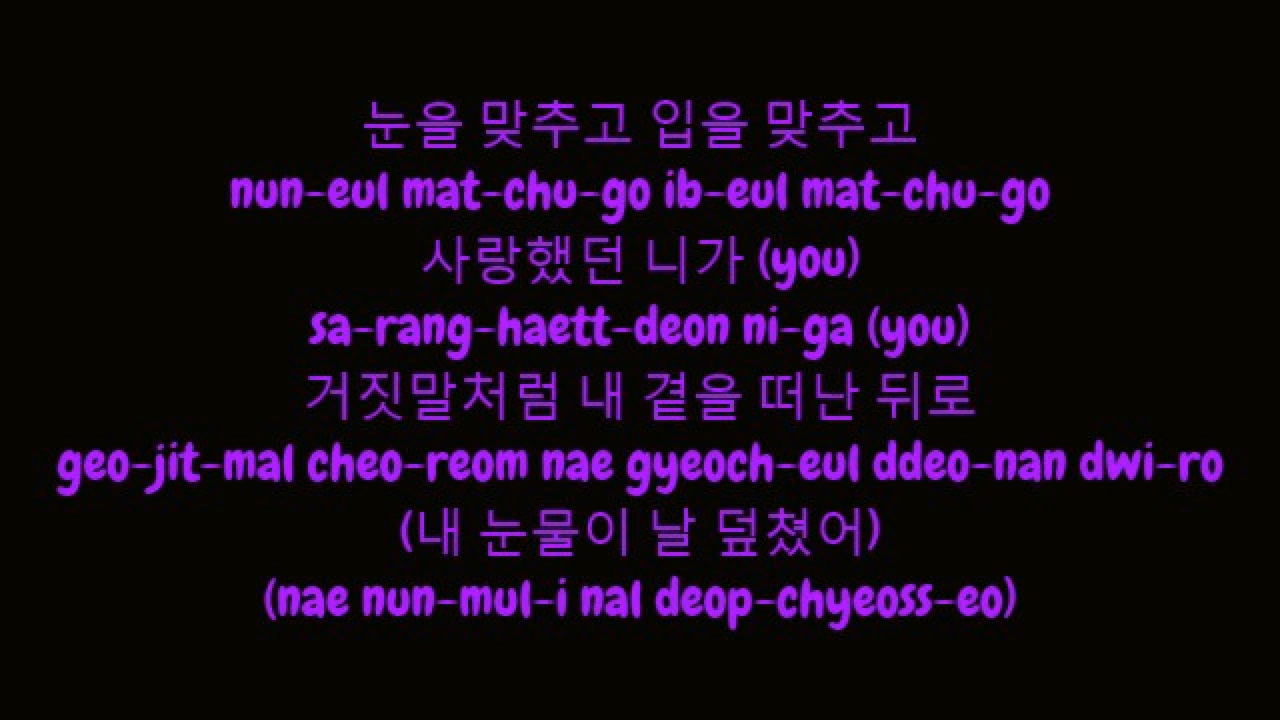 눈을 맞추고 입을 맞추고
nun-eul mat-chu-go ib-eul mat-chu-go
사랑했던 니가 (you)
sa-rang-haett-deon ni-ga (you)
거짓말처럼 내 곁을 떠난 뒤로
geo-jit-mal cheo-reom nae gyeoch-eul ddeo-nan dwi-ro
(내 눈물이 날 덮쳤어)
(nae nun-mul-i nal deop-chyeoss-eo)